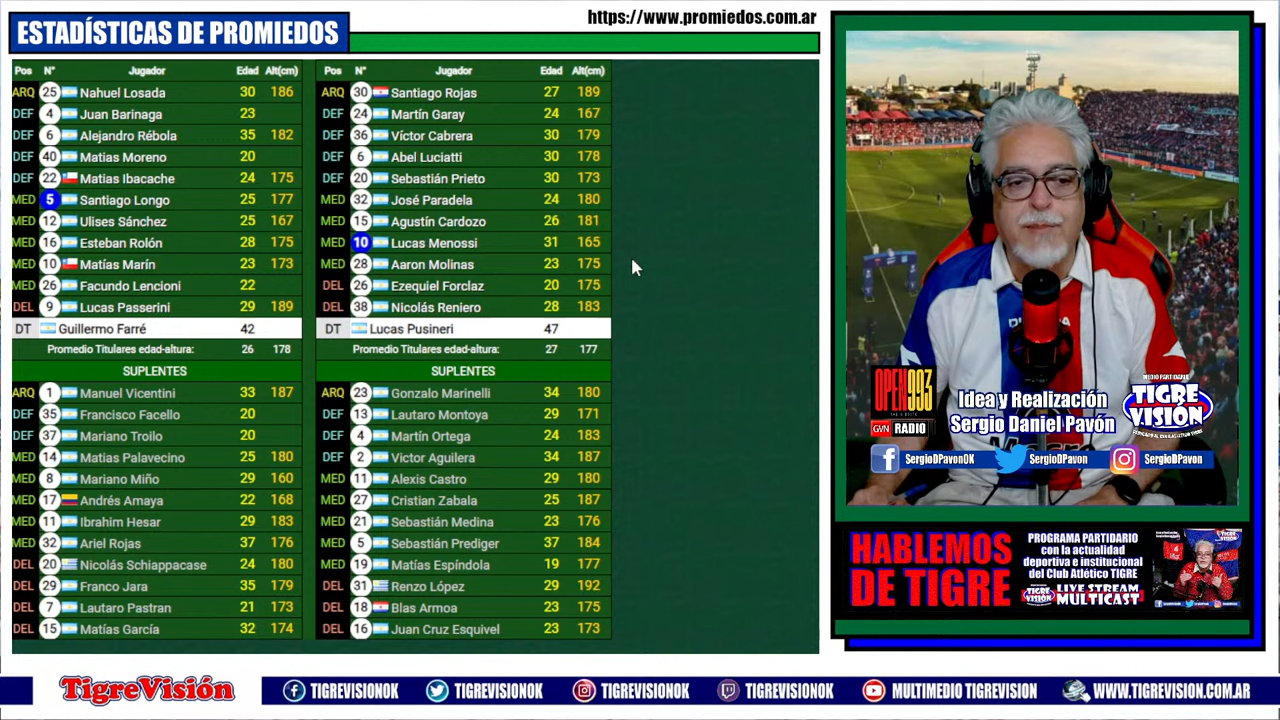 ESTADÍSTICAS DE PROMIEDOS
https://www.promiedos.com.ar
Pos N° Jugador Edad Alt(cm)
ARQ 25 Nahuel Losada 30 186
DEF 4 Juan Barinaga 23
DEF 6 Alejandro Rébola 35 182
DEF 40 Matias Moreno 20
DEF 22 Matias Ibacache 24 175
MED 5 Santiago Longo 25 177
MED 12 Ulises Sánchez 25 167
MED 16 Esteban Rolón 28 175
MED 10 Matías Marín 23 173
MED 26 Facundo Lencioni 22
DEL 9 Lucas Passerini 29 189
DT Guillermo Farré 42
Promedio Titulares edad-altura: 26 178
SUPLENTES
ARQ 1 Manuel Vicentini 33 187
DEF 35 Francisco Facello 20
DEF 37 Mariano Troilo 20
MED 14 Matias Palavecino 25 180
MED 8 Mariano Miño 29 160
MED 17 Andrés Amaya 22 168
MED 11 Ibrahim Hesar 29 183
MED 32 Ariel Rojas 37 176
DEL 20 Nicolás Schiappacase 24 180
DEL 29 Franco Jara 35 179
DEL 7 Lautaro Pastran 21 173
DEL 15 Matías García 32 174
Pos N° Jugador Edad Alt(cm)
ARQ 30 Santiago Rojas 27 189
DEF 24 Martín Garay 24 167
DEF 36 Víctor Cabrera 30 179
DEF 6 Abel Luciatti 30 178
DEF 20 Sebastián Prieto 30 173
MED 32 José Paradela 24 180
MED 15 Agustín Cardozo 26 181
MED 10 Lucas Menossi 31 165
MED 28 Aaron Molinas 23 175
DEL 26 Ezequiel Forclaz 20 175
DEL 38 Nicolás Reniero 28 183
DT Lucas Pusineri 47
Promedio Titulares edad-altura: 27 177
SUPLENTES
ARQ 23 Gonzalo Marinelli 34 180
DEF 13 Lautaro Montoya 29 171
DEF 4 Martín Ortega 24 183
DEF 2 Victor Aguilera 34 187
MED 11 Alexis Castro 29 180
MED 27 Cristian Zabala 25 187
MED 21 Sebastián Medina 23 176
MED 5 Sebastián Prediger 37 184
MED 19 Matías Espíndola 19 177
DEL 31 Renzo López 29 192
DEL 18 Blas Armoa 23 175
DEL 16 Juan Cruz Esquivel 23 173
OPEN 993
GVN RADIO
Idea y Realización
Sergio Daniel Pavón
MEDIO PARTIDARIO
TIGRE
VISIÓN
SergioDPavonOK
SergioDPavon
SergioDPavon
HABLEMOS
DE TIGRE
PROGRAMA PARTIDARIO
con la actualidad
deportiva e institucional
del Club Atlético TIGRE
TIGRE VISIÓN
LIVE STREAM
MULTICAST
TigreVisión
TIGREVISIONOK
TIGREVISIONOK
TIGREVISIONOK
TIGREVISIONOK
MULTIMEDIO TIGREVISION
WWW.TIGREVISION.COM.AR